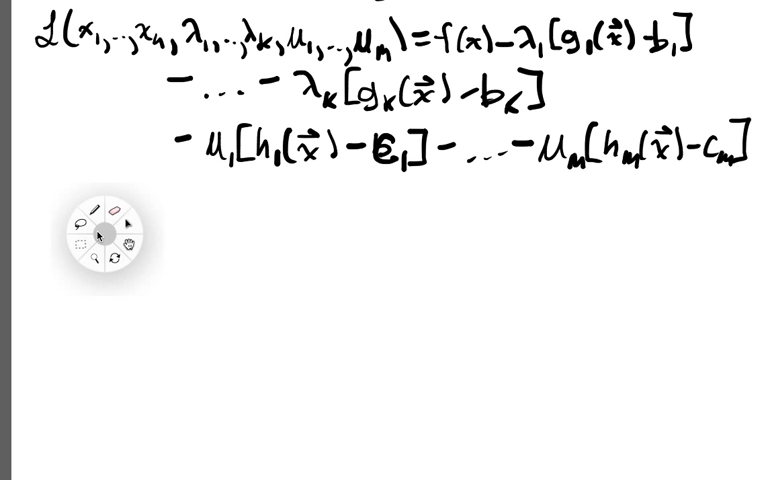 L(x₁,..,xₙ,λ₁,..,λₖ,μ₁,..,μₘ)=f(x)-λ₁[g₁(x⃗)-b₁]
-...-λₖ[gₖ(x⃗)-bₖ]
-μ₁[h₁(x⃗)-c₁]-...-μₘ[hₘ(x⃗)-cₘ]